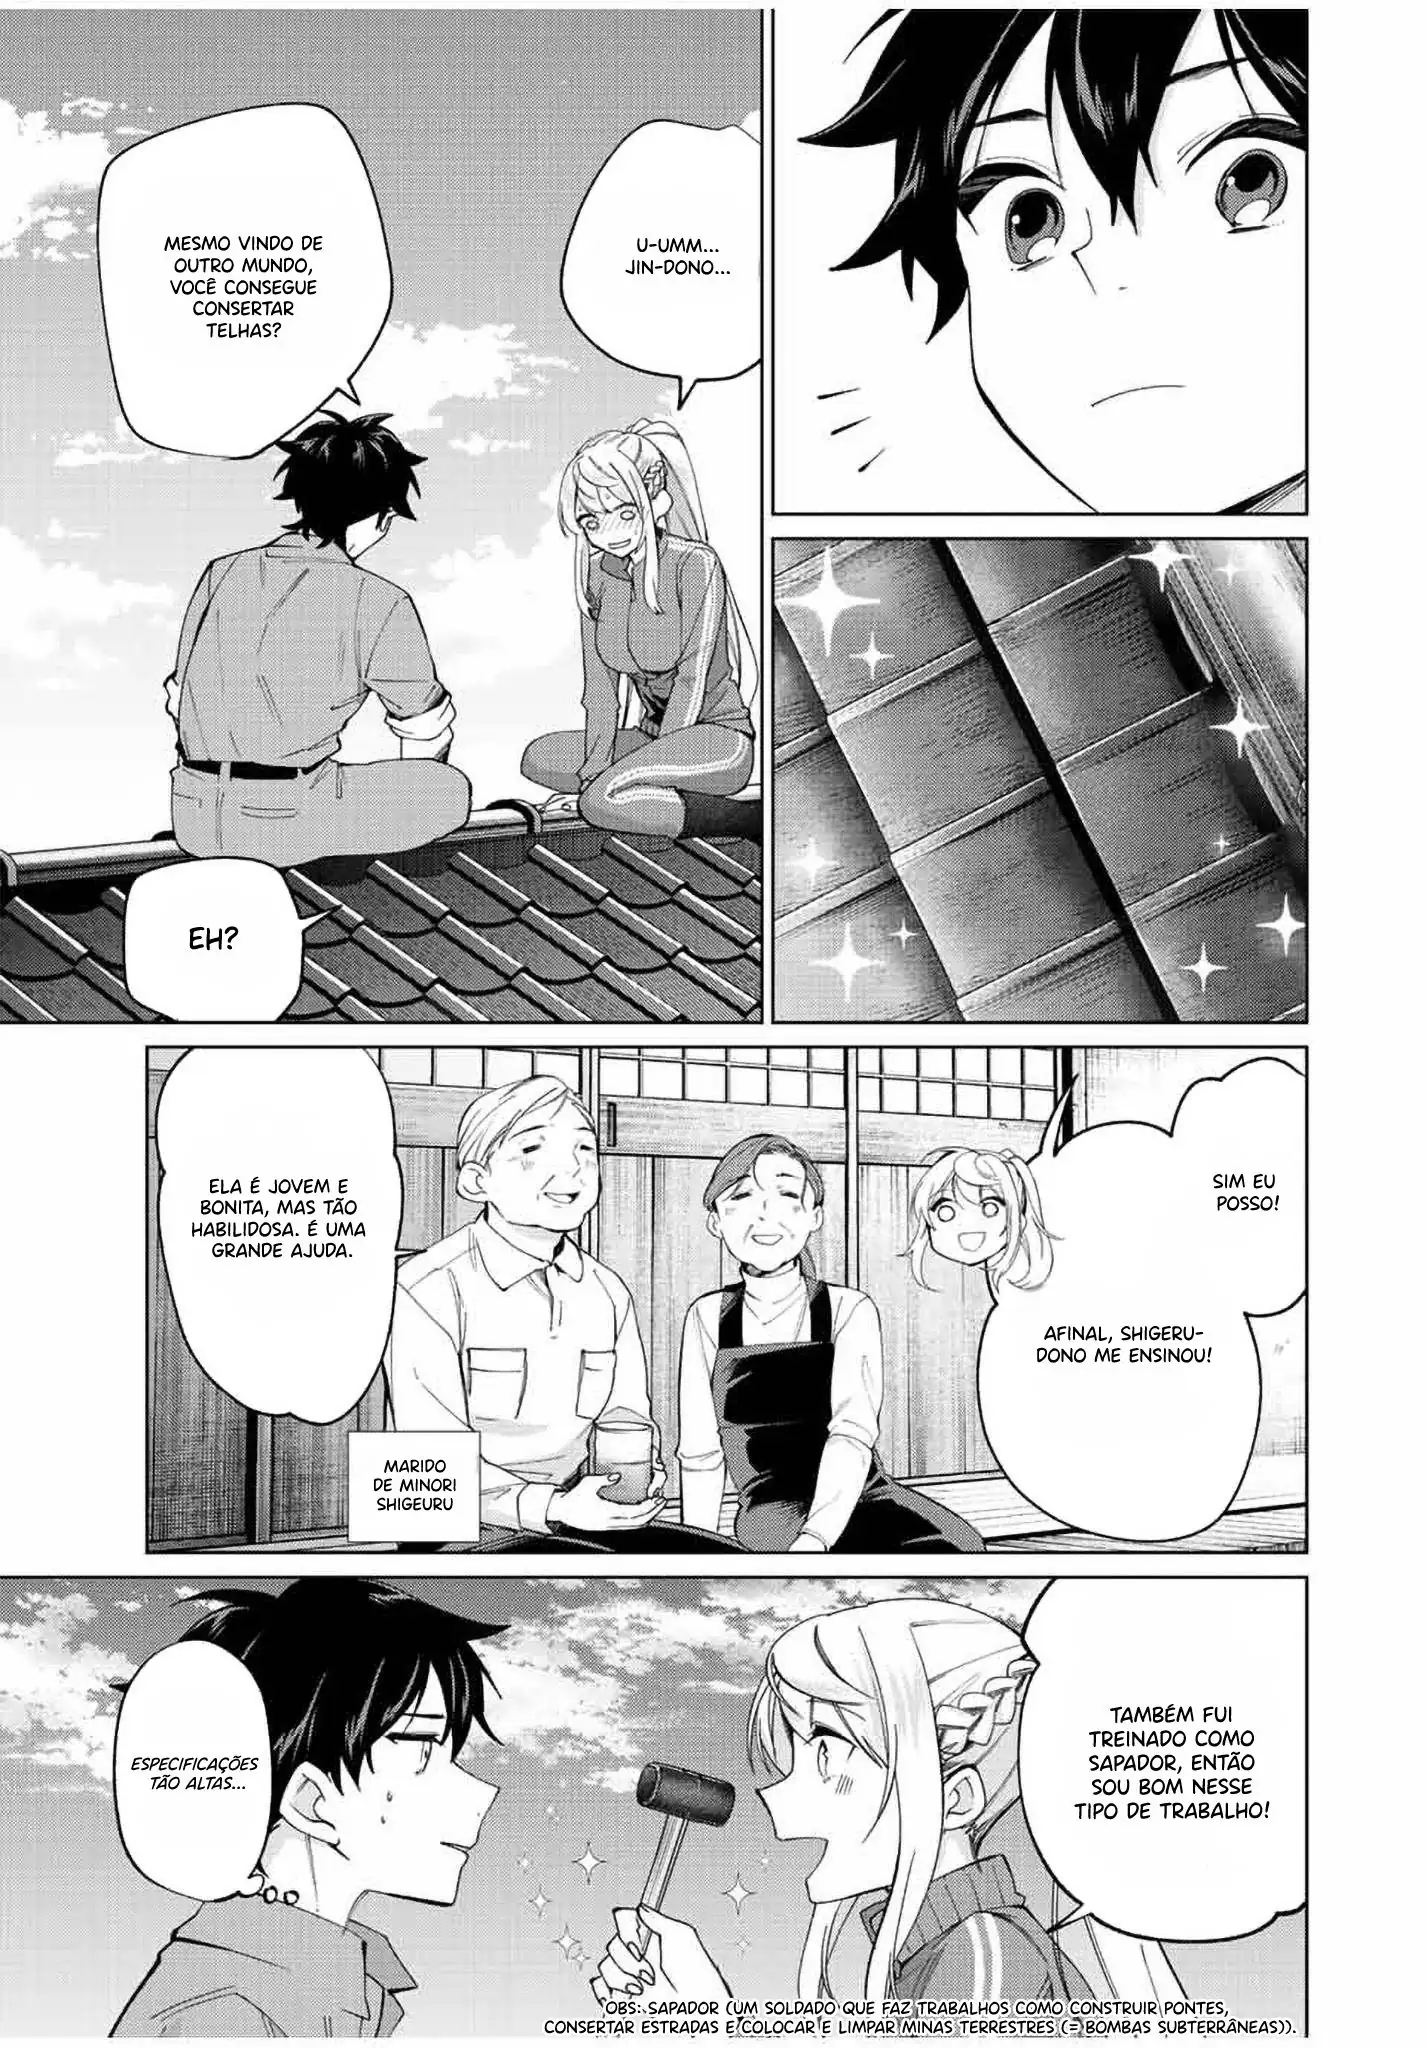 U-UMM...
JIN-DONO...
MESMO VINDO DE
OUTRO MUNDO,
VOCÊ CONSEGUE
CONSERTAR
TELHAS?
EH?
SIM EU
POSSO!
AFINAL, SHIGERU-
DONO ME ENSINOU!
ELA É JOVEM E
BONITA, MAS TÃO
HABILIDOSA. É UMA
GRANDE AJUDA.
MARIDO
DE MINORI
SHIGEURU
TAMBÉM FUI
TREINADO COMO
SAPADOR, ENTÃO
SOU BOM NESSE
TIPO DE TRABALHO!
ESPECIFICAÇÕES
TÃO ALTAS...
OBS: SAPADOR (UM SOLDADO QUE FAZ TRABALHOS COMO CONSTRUIR PONTES,
CONSERTAR ESTRADAS E COLOCAR E LIMPAR MINAS TERRESTRES (= BOMBAS SUBTERRÂNEAS)).